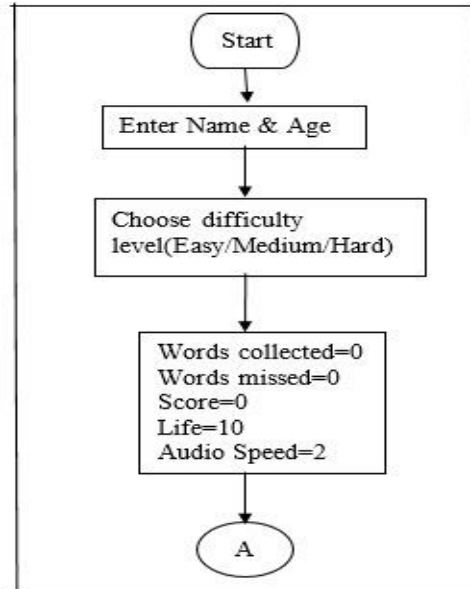 Start
Enter Name & Age
Choose difficulty
level(Easy/Medium/Hard)
Words collected=0
Words missed=0
Score=0
Life=10
Audio Speed=2
A